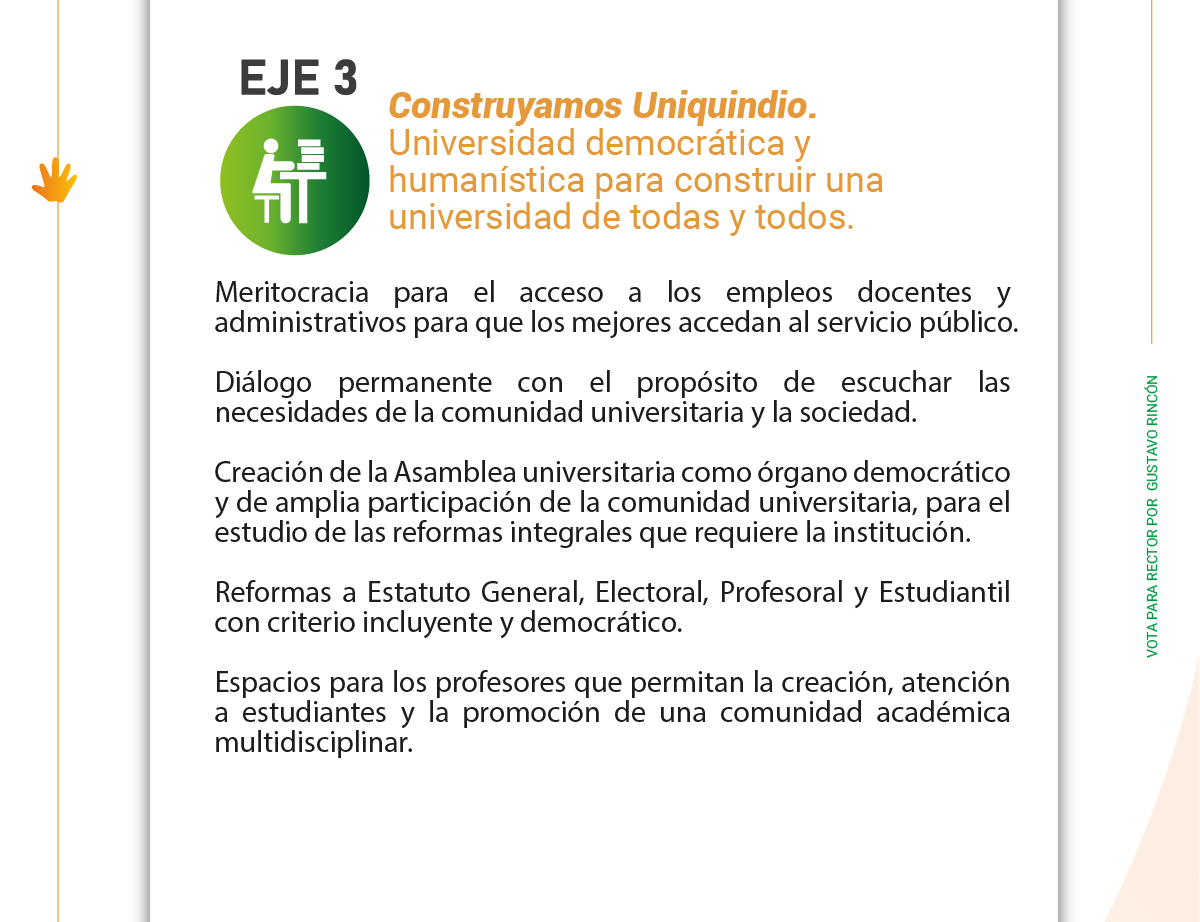 EJE 3
Construyamos Uniquindio.
Universidad democrática y
humanística para construir una
universidad de todas y todos.
Meritocracia para el acceso a los empleos docentes y
administrativos para que los mejores accedan al servicio público.
Diálogo permanente con el propósito de escuchar las
necesidades de la comunidad universitaria y la sociedad.
Creación de la Asamblea universitaria como órgano democrático
y de amplia participación de la comunidad universitaria, para el
estudio de las reformas integrales que requiere la institución.
Reformas a Estatuto General, Electoral, Profesoral y Estudiantil
con criterio incluyente y democrático.
Espacios para los profesores que permitan la creación, atención
a estudiantes y la promoción de una comunidad académica
multidisciplinar.
VOTA PARA RECTOR POR GUSTAVO RINCÓN